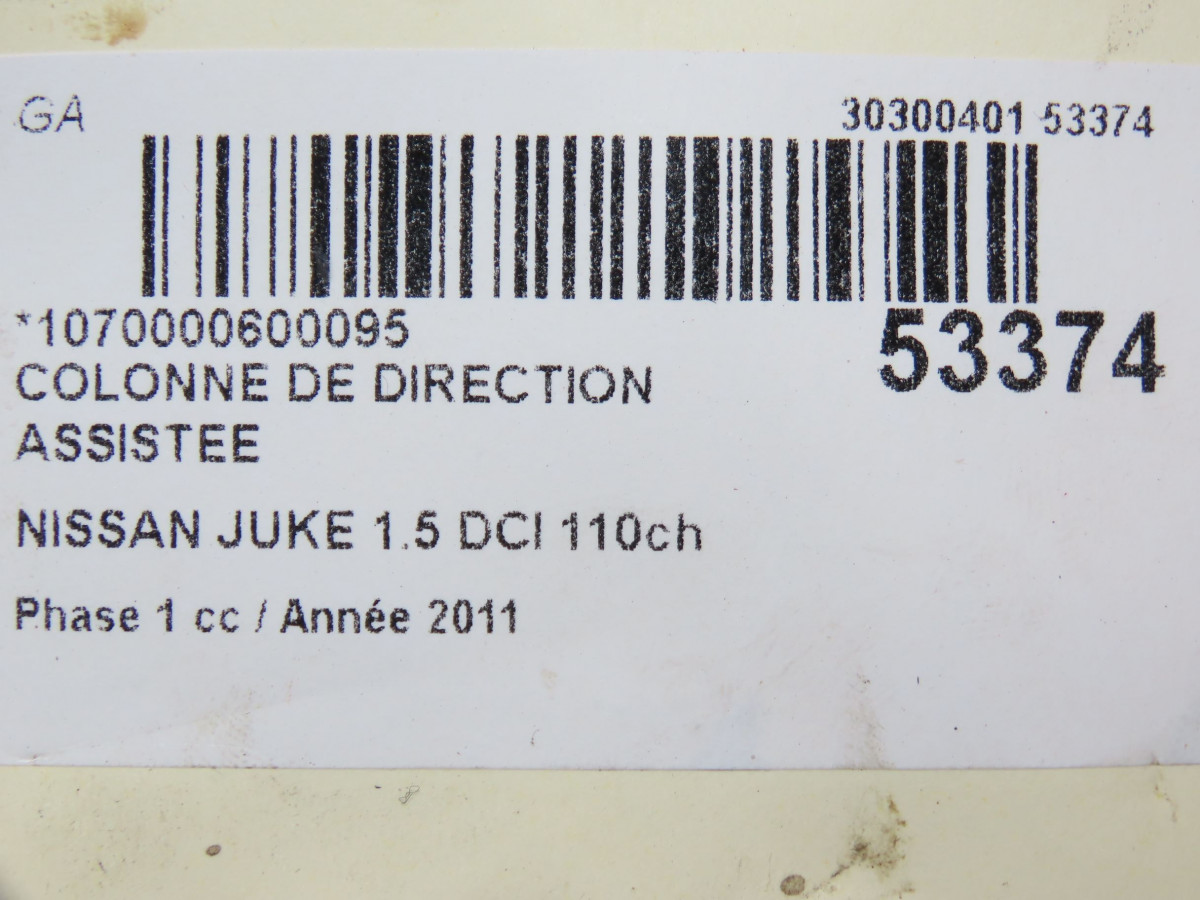 GA
30300401 53374
*1070000600095
53374
COLONNE DE DIRECTION
ASSISTEE
NISSAN JUKE 1.5 DCI 110ch
Phase 1 cc / Année 2011